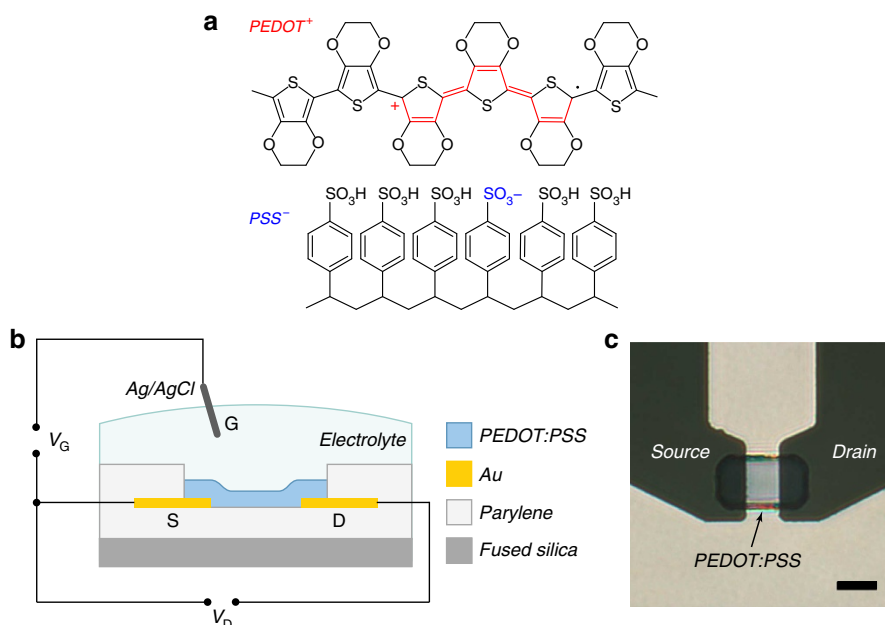 a
PEDOT+
O O O O O O
S S S S S S
+ ·
O O O O O O
SO3H SO3H SO3H SO3– SO3H SO3H
PSS–
b
c
Ag/AgCl
G
VG
Electrolyte
PEDOT:PSS
Au
Parylene
Fused silica
S D
VD
Source Drain
PEDOT:PSS